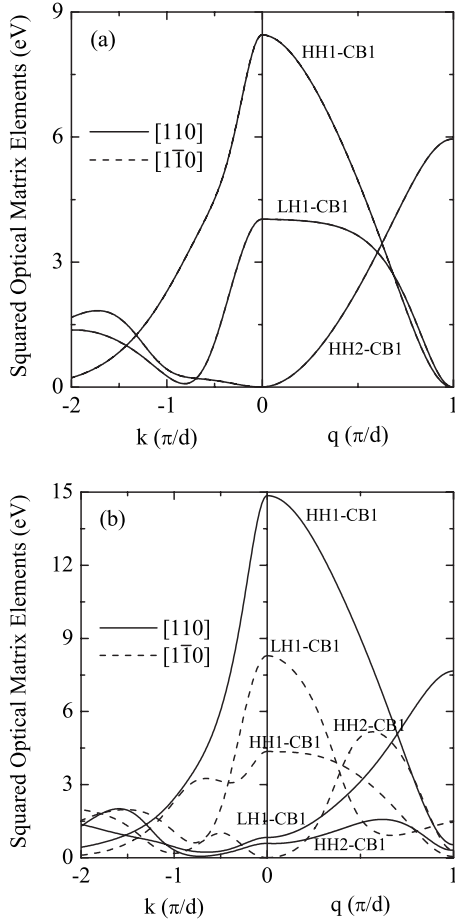 Squared Optical Matrix Elements (eV)
(a)
[110]
[11̅0]
HH1-CB1
LH1-CB1
HH2-CB1
9
6
3
0
-2
-1
0
1
k (π/d)
q (π/d)
Squared Optical Matrix Elements (eV)
(b)
[110]
[11̅0]
HH1-CB1
LH1-CB1
HH2-CB1
HH1-CB1
LH1-CB1
HH2-CB1
15
12
9
6
3
0
-2
-1
0
1
k (π/d)
q (π/d)